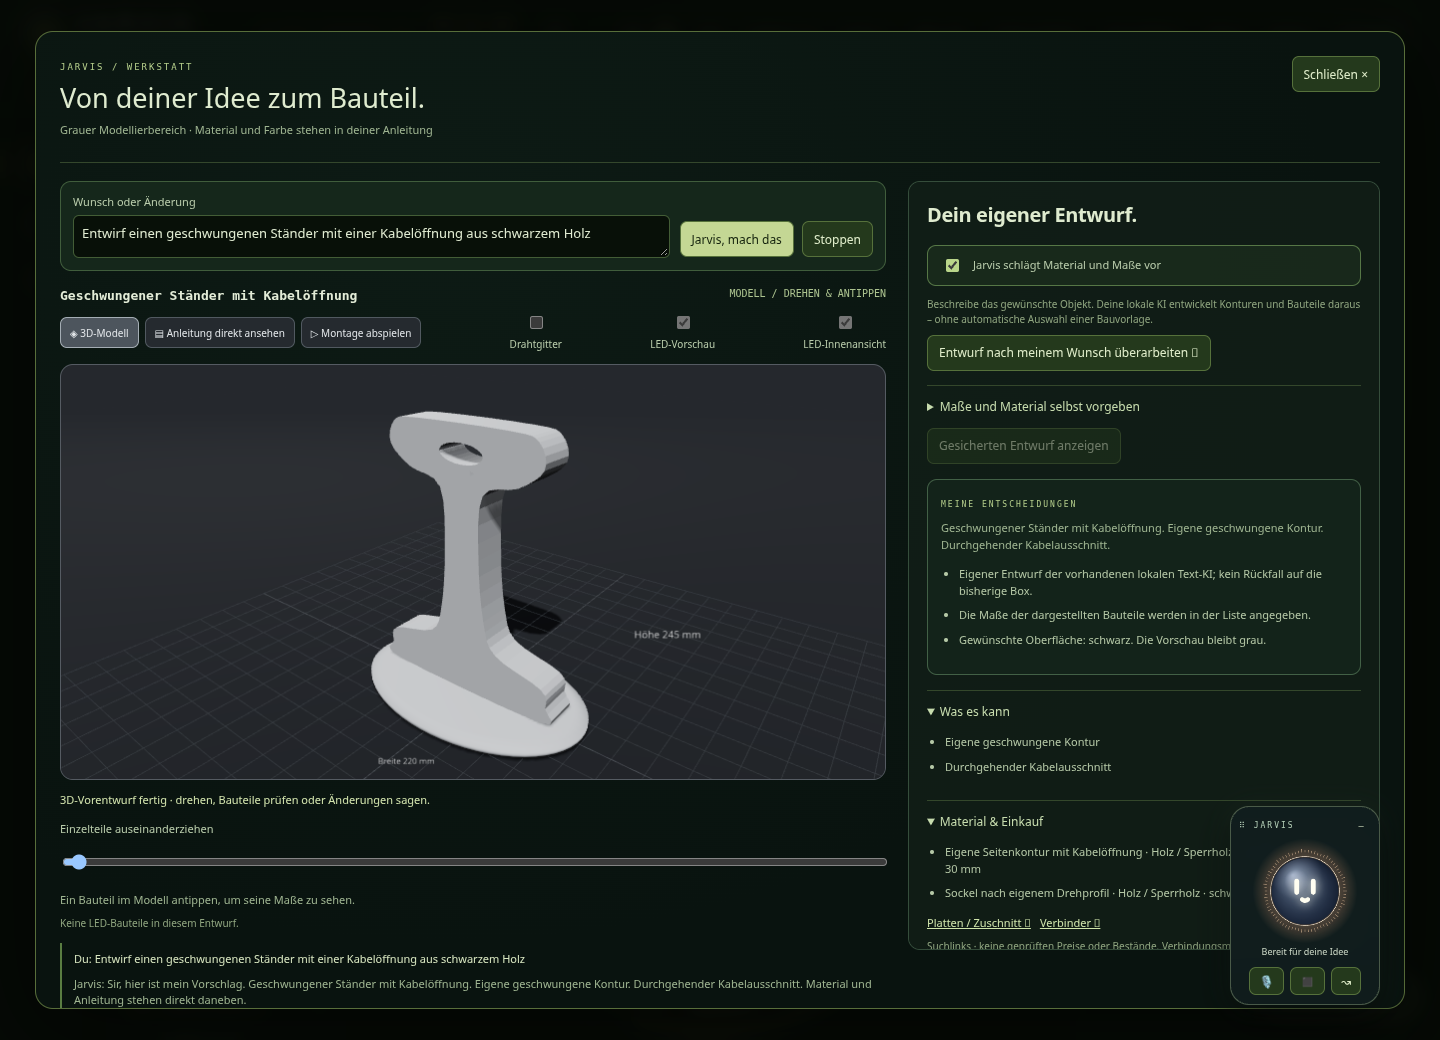 JARVIS / WERKSTATT
Von deiner Idee zum Bauteil.
Grauer Modellierbereich · Material und Farbe stehen in deiner Anleitung
Schließen ×
Wunsch oder Änderung
Entwirf einen geschwungenen Ständer mit einer Kabelöffnung aus schwarzem Holz
Jarvis, mach das
Stoppen
Geschwungener Ständer mit Kabelöffnung
MODELL / DREHEN & ANTIPPEN
◈ 3D-Modell
▤ Anleitung direkt ansehen
▷ Montage abspielen
Drahtgitter
LED-Vorschau
LED-Innenansicht
Höhe 245 mm
Breite 220 mm
3D-Vorentwurf fertig · drehen, Bauteile prüfen oder Änderungen sagen.
Einzelteile auseinanderziehen
Ein Bauteil im Modell antippen, um seine Maße zu sehen.
Keine LED-Bauteile in diesem Entwurf.
Du: Entwirf einen geschwungenen Ständer mit einer Kabelöffnung aus schwarzem Holz
Jarvis: Sir, hier ist mein Vorschlag. Geschwungener Ständer mit Kabelöffnung. Eigene geschwungene Kontur. Durchgehender Kabelausschnitt. Material und
Anleitung stehen direkt daneben.
Dein eigener Entwurf.
Jarvis schlägt Material und Maße vor
Beschreibe das gewünschte Objekt. Deine lokale KI entwickelt Konturen und Bauteile daraus
– ohne automatische Auswahl einer Bauvorlage.
Entwurf nach meinem Wunsch überarbeiten
▶ Maße und Material selbst vorgeben
Gesicherten Entwurf anzeigen
MEINE ENTSCHEIDUNGEN
Geschwungener Ständer mit Kabelöffnung. Eigene geschwungene Kontur.
Durchgehender Kabelausschnitt.
• Eigener Entwurf der vorhandenen lokalen Text-KI; kein Rückfall auf die
bisherige Box.
• Die Maße der dargestellten Bauteile werden in der Liste angegeben.
• Gewünschte Oberfläche: schwarz. Die Vorschau bleibt grau.
▼ Was es kann
• Eigene geschwungene Kontur
• Durchgehender Kabelausschnitt
▼ Material & Einkauf
• Eigene Seitenkontur mit Kabelöffnung · Holz / Sperrholz
30 mm
• Sockel nach eigenem Drehprofil · Holz / Sperrholz · schw
Platten / Zuschnitt
Verbinder
Suchlinks · keine geprüften Preise oder Bestände.
JARVIS
–
Bereit für deine Idee